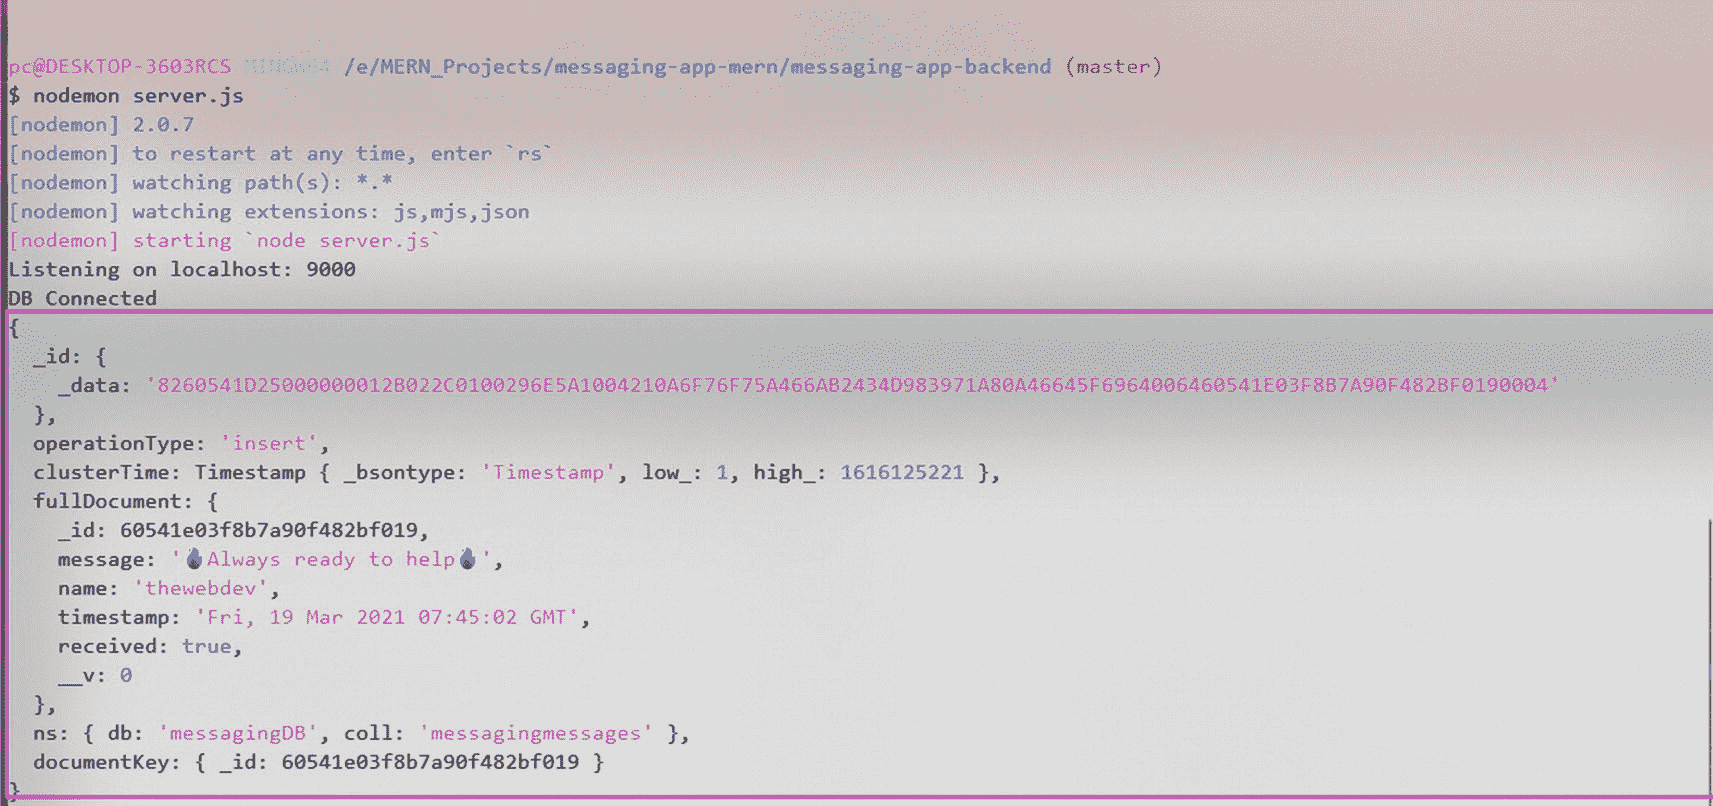 pc@DESKTOP-3603RCS MINGW64 /e/MERN_Projects/messaging-app-mern/messaging-app-backend (master)
$ nodemon server.js
[nodemon] 2.0.7
[nodemon] to restart at any time, enter `rs`
[nodemon] watching path(s): *.*
[nodemon] watching extensions: js,mjs,json
[nodemon] starting `node server.js`
Listening on localhost: 9000
DB Connected
{
  _id: {
    _data: '8260541D25000000012B022C0100296E5A1004210A6F76F75A466AB2434D983971A80A46645F6964006460541E03F8B7A90F482BF0190004'
  },
  operationType: 'insert',
  clusterTime: Timestamp { _bsontype: 'Timestamp', low_: 1, high_: 1616125221 },
  fullDocument: {
    _id: 60541e03f8b7a90f482bf019,
    message: '💧Always ready to help💧',
    name: 'thewebdev',
    timestamp: 'Fri, 19 Mar 2021 07:45:02 GMT',
    received: true,
    __v: 0
  },
  ns: { db: 'messagingDB', coll: 'messagingmessages' },
  documentKey: { _id: 60541e03f8b7a90f482bf019 }
}